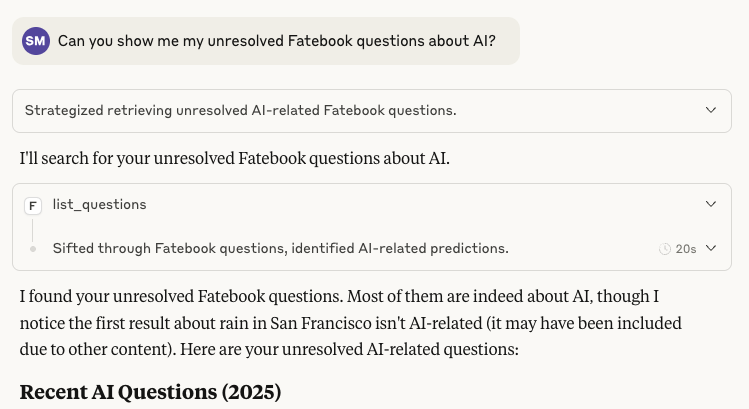 SM Can you show me my unresolved Fatebook questions about AI?
Strategized retrieving unresolved AI-related Fatebook questions.
I'll search for your unresolved Fatebook questions about AI.
F list_questions
Sifted through Fatebook questions, identified AI-related predictions. 20s
I found your unresolved Fatebook questions. Most of them are indeed about AI, though I
notice the first result about rain in San Francisco isn't AI-related (it may have been included
due to other content). Here are your unresolved AI-related questions:
Recent AI Questions (2025)